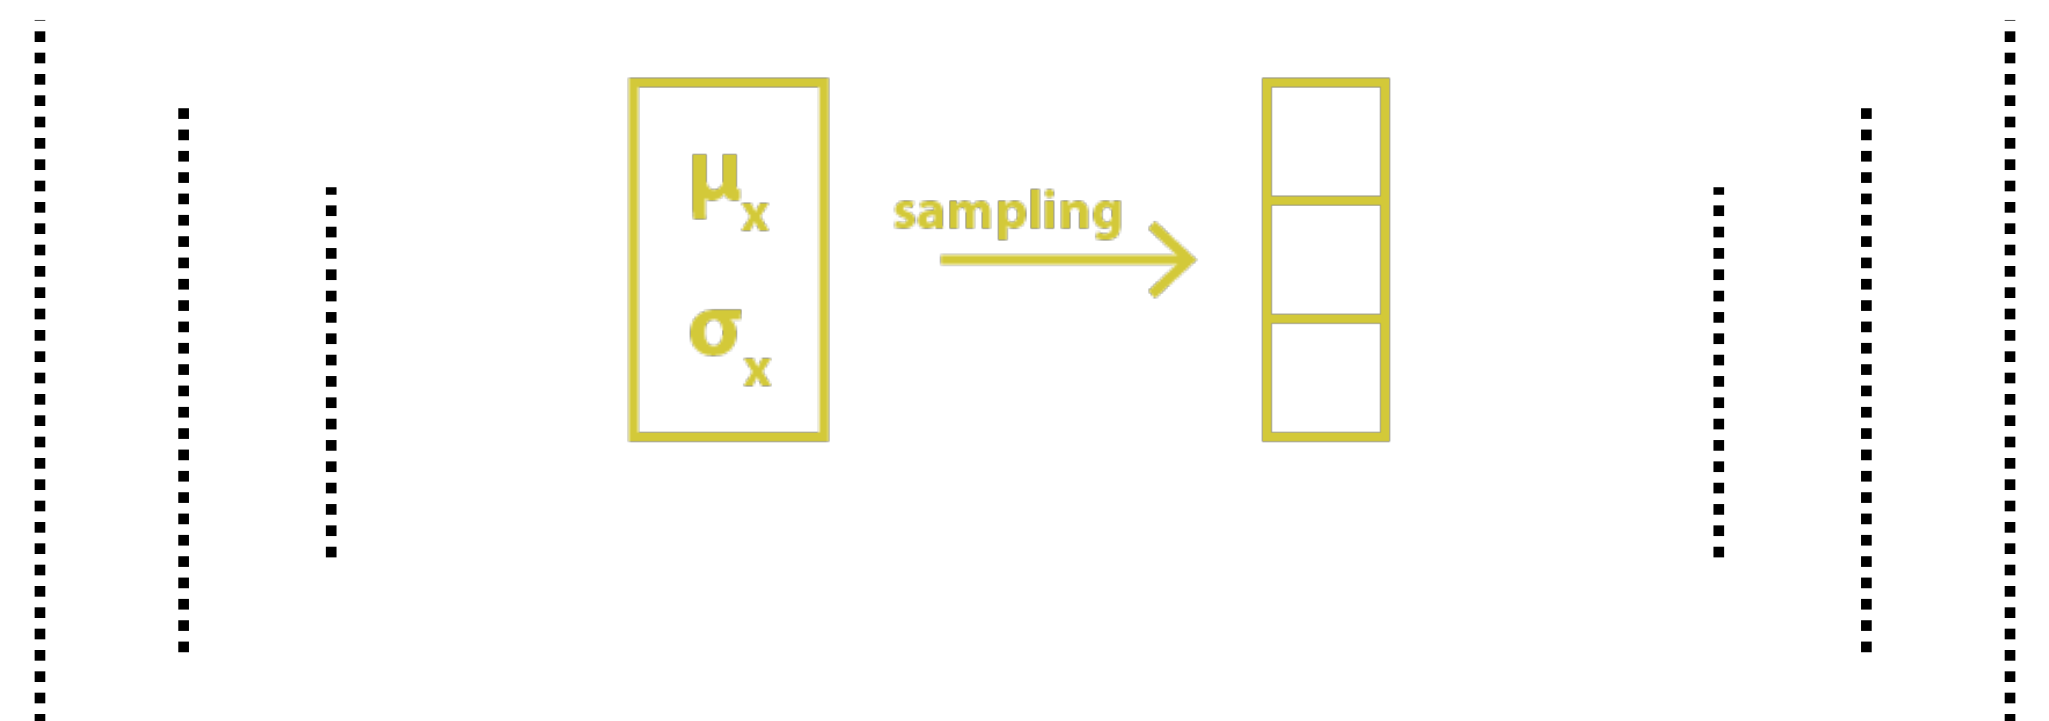 μx
sampling
σx